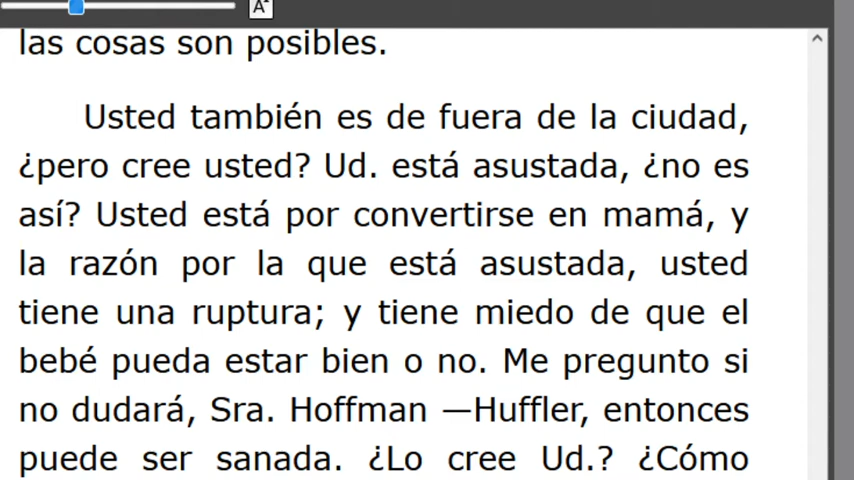 A
las cosas son posibles.
Usted también es de fuera de la ciudad,
¿pero cree usted? Ud. está asustada, ¿no es
así? Usted está por convertirse en mamá, y
la razón por la que está asustada, usted
tiene una ruptura; y tiene miedo de que el
bebé pueda estar bien o no. Me pregunto si
no dudará, Sra. Hoffman —Huffler, entonces
puede ser sanada. ¿Lo cree Ud.? ¿Cómo